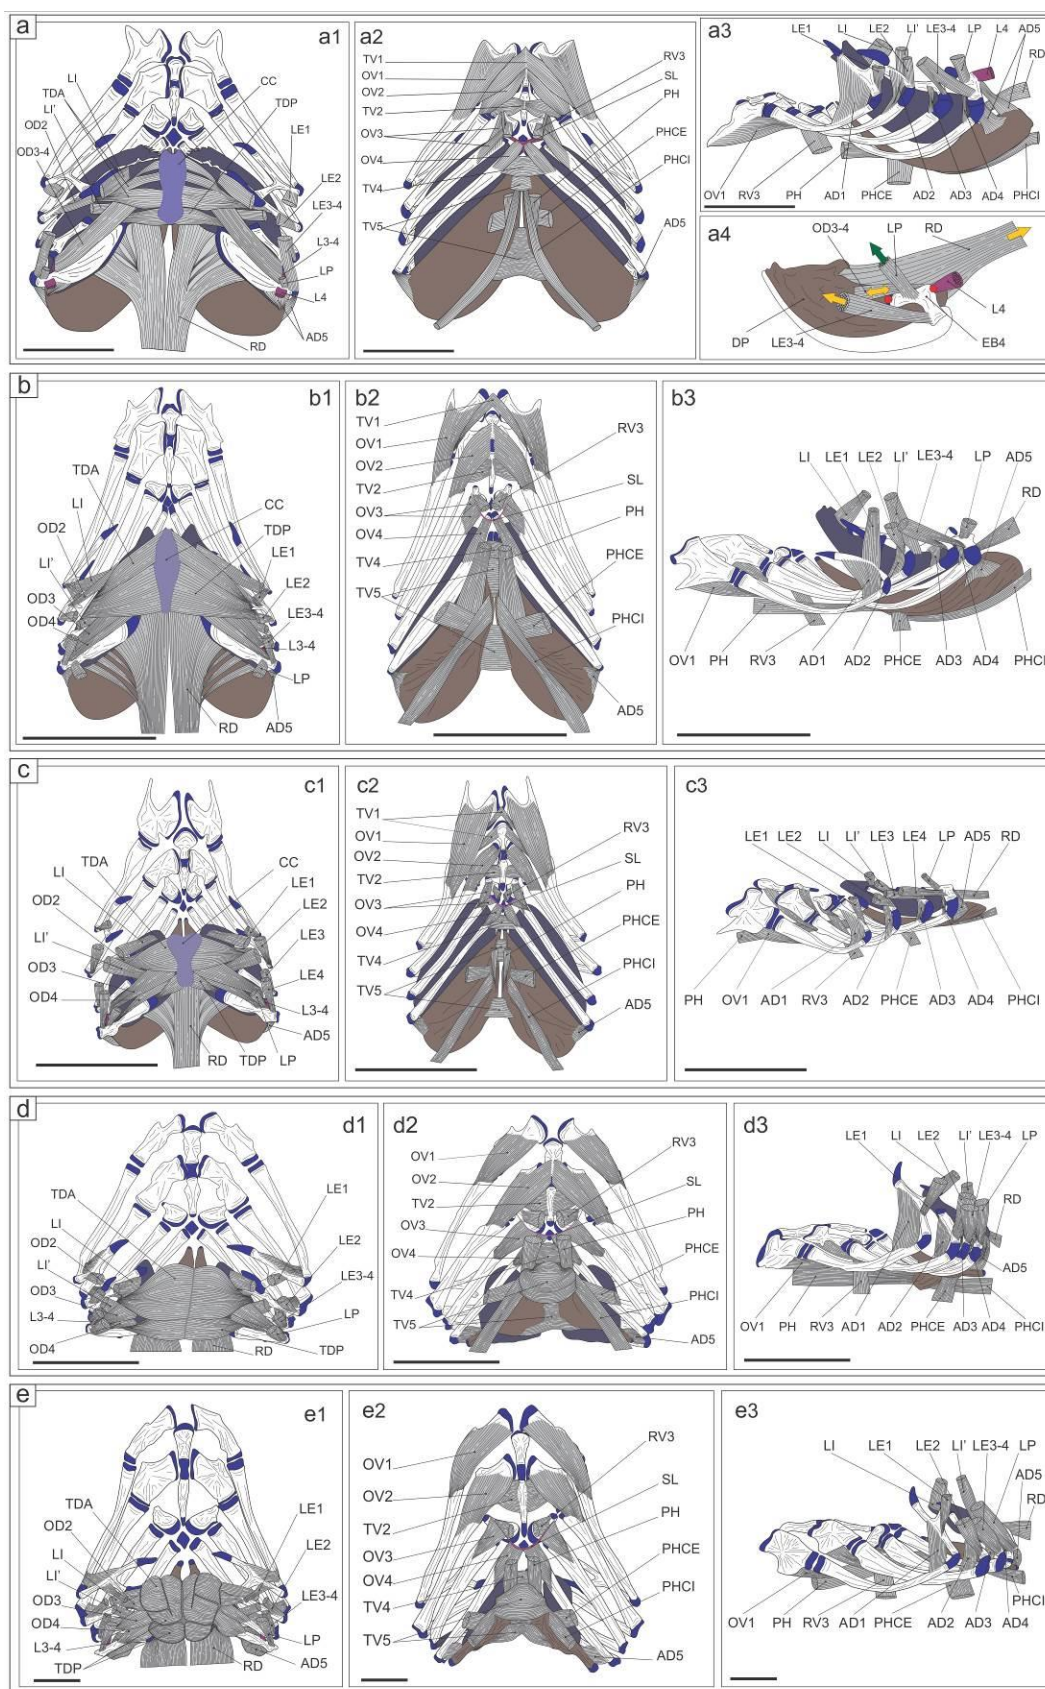 a
a1
LI
TDA
LI'
OD2
OD3-4
CC
TDP
LE1
LE2
LE3-4
L3-4
LP
L4
AD5
RD
a2
TV1
OV1
OV2
TV2
OV3
OV4
TV4
TV5
RV3
SL
PH
PHCE
PHCI
AD5
a3
LE1
LI
LE2
LI'
LE3-4
LP
L4
AD5
RD
OV1
RV3
PH
AD1
PHCE
AD2
AD3
AD4
PHCI
a4
OD3-4
LP
RD
DP
LE3-4
EB4
L4
b
b1
TDA
LI
OD2
LI'
OD3
OD4
CC
TDP
LE1
LE2
LE3-4
L3-4
LP
RD
AD5
b2
TV1
OV1
OV2
TV2
OV3
OV4
TV4
TV5
RV3
SL
PH
PHCE
PHCI
AD5
b3
LI
LE1
LE2
LI'
LE3-4
LP
AD5
RD
OV1
PH
RV3
AD1
AD2
PHCE
AD3
AD4
PHCI
c
c1
TDA
LI
OD2
LI'
OD3
OD4
CC
LE1
LE2
LE3
LE4
L3-4
AD5
RD
TDP
LP
c2
TV1
OV1
OV2
TV2
OV3
OV4
TV4
TV5
RV3
SL
PH
PHCE
PHCI
AD5
c3
LE1
LE2
LI
LI'
LE3
LE4
LP
AD5
RD
PH
OV1
AD1
RV3
AD2
PHCE
AD3
AD4
PHCI
d
d1
TDA
LI
OD2
LI'
OD3
L3-4
OD4
LE1
LE2
LE3-4
LP
TDP
RD
d2
OV1
OV2
TV2
OV3
OV4
TV4
TV5
RV3
SL
PH
PHCE
PHCI
AD5
d3
LE1
LI
LE2
LI'
LE3-4
LP
RD
AD5
OV1
PH
RV3
AD1
AD2
PHCE
AD3
AD4
PHCI
e
e1
TDA
OD2
LI
LI'
OD3
OD4
L3-4
TDP
LE1
LE2
LE3-4
LP
RD
AD5
e2
OV1
OV2
TV2
OV3
OV4
TV4
TV5
RV3
SL
PH
PHCE
PHCI
AD5
e3
LI
LE1
LE2
LI'
LE3-4
LP
AD5
RD
OV1
PH
RV3
AD1
PHCE
AD2
AD3
AD4
PHCI